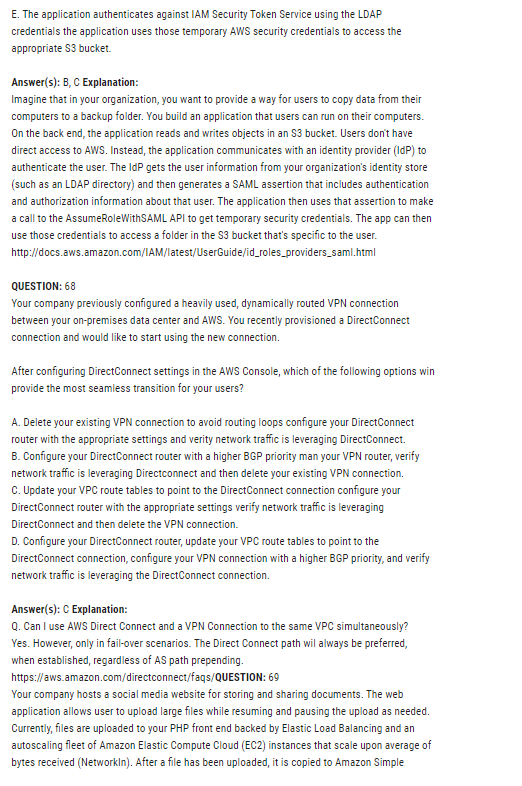 E. The application authenticates against IAM Security Token Service using the LDAP
credentials the application uses those temporary AWS security credentials to access the
appropriate S3 bucket.
Answer(s): B, C Explanation:
Imagine that in your organization, you want to provide a way for users to copy data from their
computers to a backup folder. You build an application that users can run on their computers.
On the back end, the application reads and writes objects in an S3 bucket. Users don't have
direct access to AWS. Instead, the application communicates with an identity provider (IdP) to
authenticate the user. The IdP gets the user information from your organization's identity store
(such as an LDAP directory) and then generates a SAML assertion that includes authentication
and authorization information about that user. The application then uses that assertion to make
a call to the AssumeRoleWithSAML API to get temporary security credentials. The app can then
use those credentials to access a folder in the S3 bucket that's specific to the user.
http://docs.aws.amazon.com/IAM/latest/UserGuide/id_roles_providers_saml.html
QUESTION: 68
Your company previously configured a heavily used, dynamically routed VPN connection
between your on-premises data center and AWS. You recently provisioned a DirectConnect
connection and would like to start using the new connection.
After configuring DirectConnect settings in the AWS Console, which of the following options win
provide the most seamless transition for your users?
A. Delete your existing VPN connection to avoid routing loops configure your DirectConnect
router with the appropriate settings and verity network traffic is leveraging DirectConnect.
B. Configure your DirectConnect router with a higher BGP priority man your VPN router, verify
network traffic is leveraging Directconnect and then delete your existing VPN connection.
C. Update your VPC route tables to point to the DirectConnect connection configure your
DirectConnect router with the appropriate settings verify network traffic is leveraging
DirectConnect and then delete the VPN connection.
D. Configure your DirectConnect router, update your VPC route tables to point to the
DirectConnect connection, configure your VPN connection with a higher BGP priority, and verify
network traffic is leveraging the DirectConnect connection.
Answer(s): C Explanation:
Q. Can I use AWS Direct Connect and a VPN Connection to the same VPC simultaneously?
Yes. However, only in fail-over scenarios. The Direct Connect path wil always be preferred,
when established, regardless of AS path prepending.
https://aws.amazon.com/directconnect/faqs/QUESTION: 69
Your company hosts a social media website for storing and sharing documents. The web
application allows user to upload large files while resuming and pausing the upload as needed.
Currently, files are uploaded to your PHP front end backed by Elastic Load Balancing and an
autoscaling fleet of Amazon Elastic Compute Cloud (EC2) instances that scale upon average of
bytes received (NetworkIn). After a file has been uploaded, it is copied to Amazon Simple